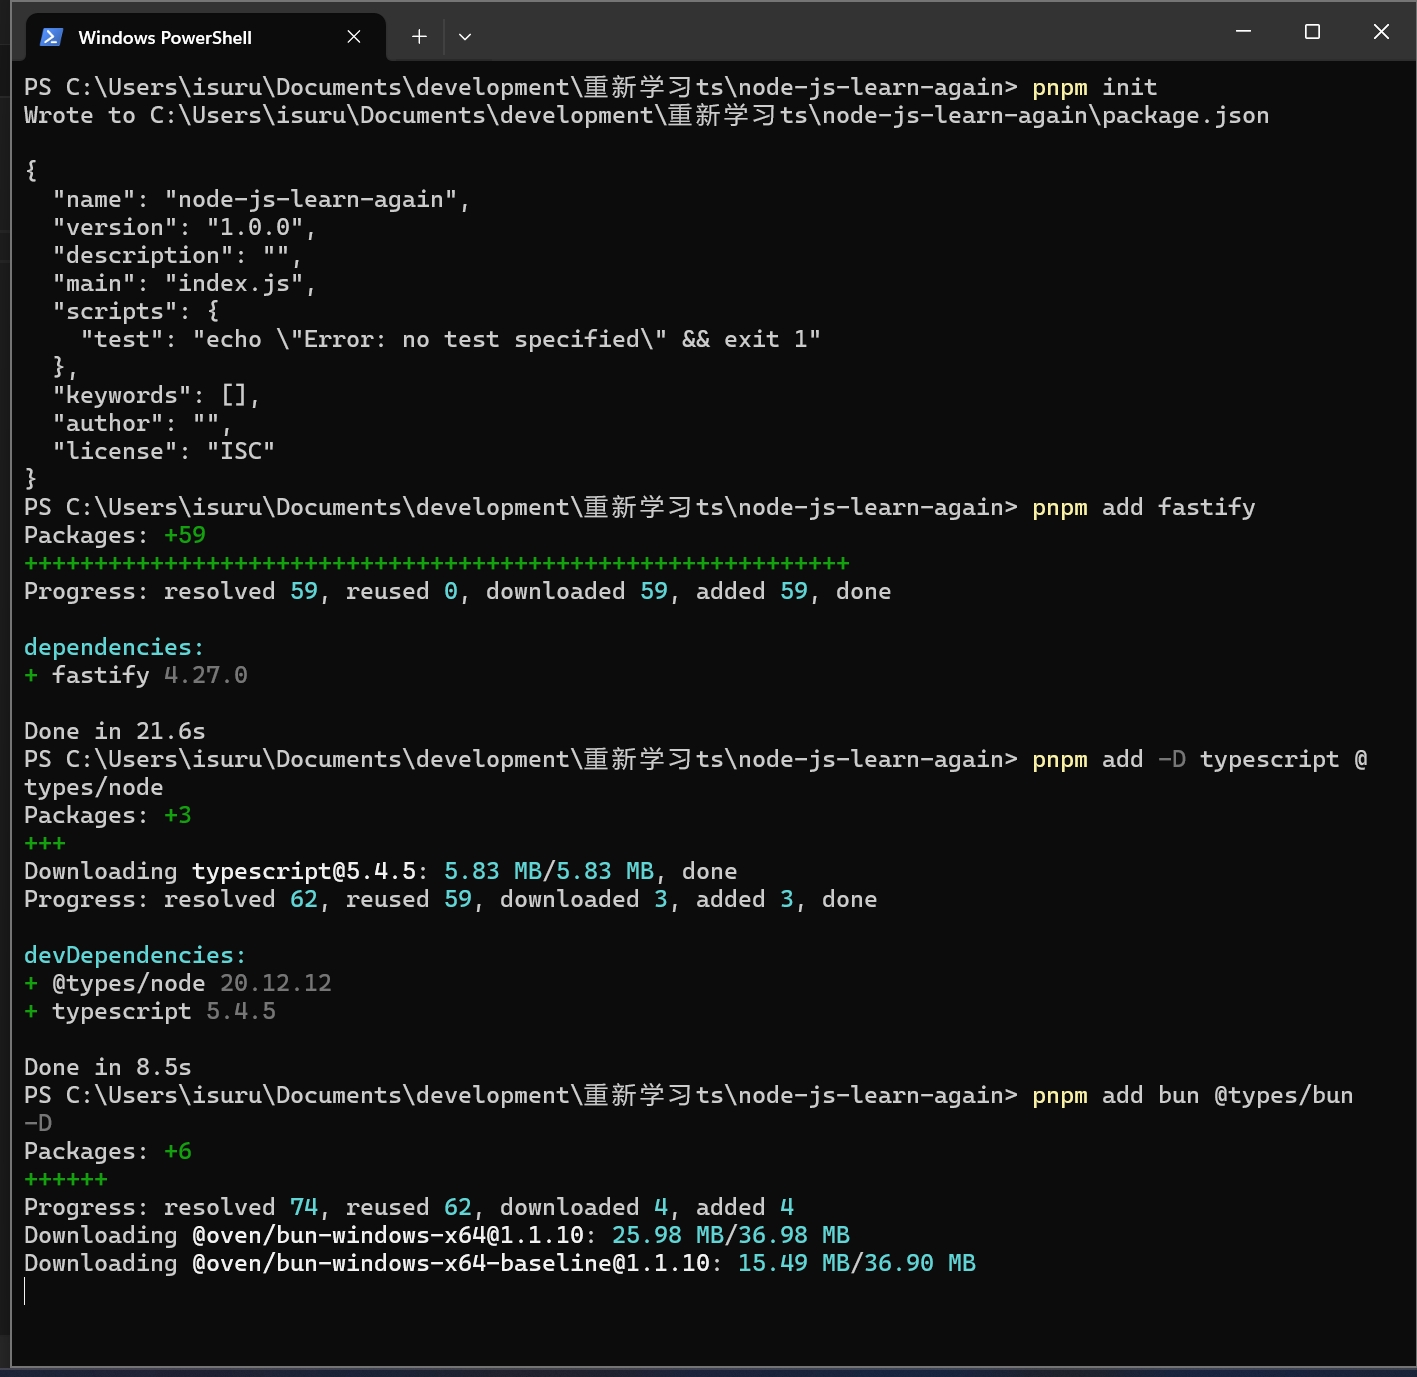 Windows PowerShell
PS C:\Users\isuru\Documents\development\重新学习ts\node-js-learn-again> pnpm init
Wrote to C:\Users\isuru\Documents\development\重新学习ts\node-js-learn-again\package.json
{
  "name": "node-js-learn-again",
  "version": "1.0.0",
  "description": "",
  "main": "index.js",
  "scripts": {
    "test": "echo \"Error: no test specified\" && exit 1"
  },
  "keywords": [],
  "author": "",
  "license": "ISC"
}
PS C:\Users\isuru\Documents\development\重新学习ts\node-js-learn-again> pnpm add fastify
Packages: +59
+++++++++++++++++++++++++++++++++++++++++++++++++++++++++++
Progress: resolved 59, reused 0, downloaded 59, added 59, done
dependencies:
+ fastify 4.27.0
Done in 21.6s
PS C:\Users\isuru\Documents\development\重新学习ts\node-js-learn-again> pnpm add -D typescript @
types/node
Packages: +3
+++
Downloading typescript@5.4.5: 5.83 MB/5.83 MB, done
Progress: resolved 62, reused 59, downloaded 3, added 3, done
devDependencies:
+ @types/node 20.12.12
+ typescript 5.4.5
Done in 8.5s
PS C:\Users\isuru\Documents\development\重新学习ts\node-js-learn-again> pnpm add bun @types/bun
-D
Packages: +6
++++++
Progress: resolved 74, reused 62, downloaded 4, added 4
Downloading @oven/bun-windows-x64@1.1.10: 25.98 MB/36.98 MB
Downloading @oven/bun-windows-x64-baseline@1.1.10: 15.49 MB/36.90 MB